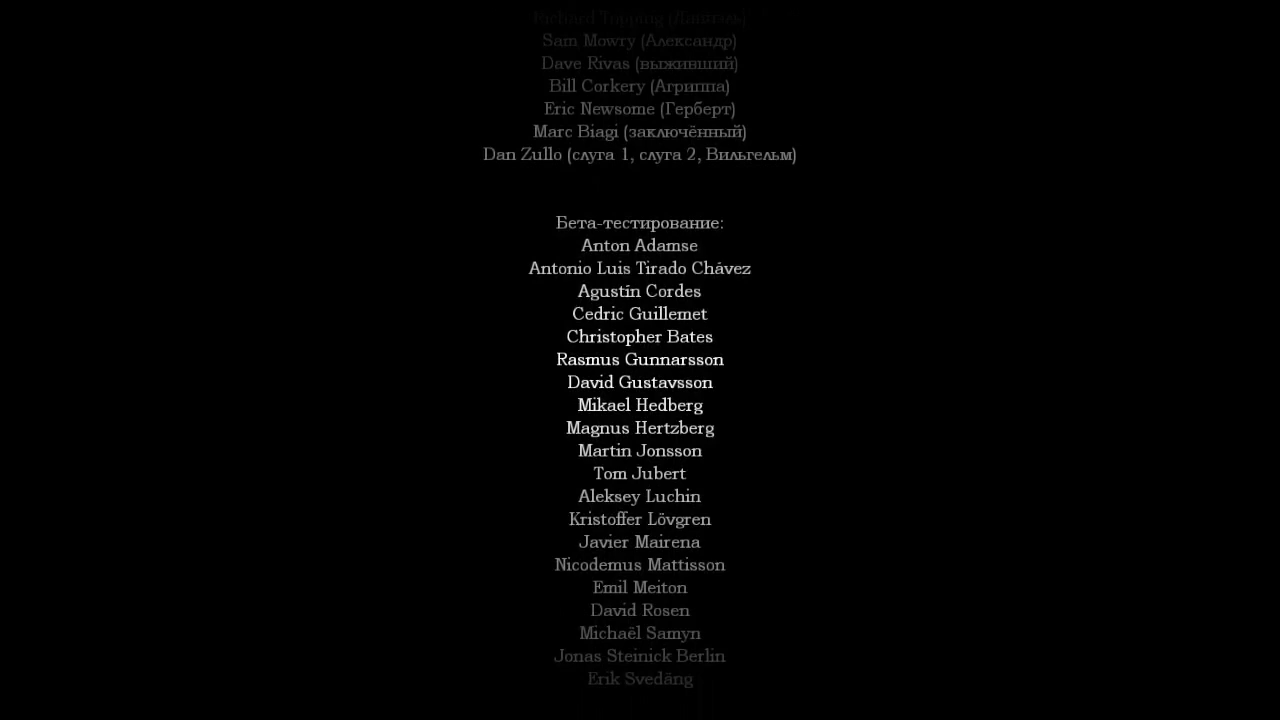 Richard Topping (Даниэль)
Sam Mowry (Александр)
Dave Rivas (выживший)
Bill Corkery (Агриппа)
Eric Newsome (Герберт)
Marc Biagi (заключённый)
Dan Zullo (слуга 1, слуга 2, Вильгельм)
Бета-тестирование:
Anton Adamse
Antonio Luis Tirado Chávez
Agustín Cordes
Cedric Guillemet
Christopher Bates
Rasmus Gunnarsson
David Gustavsson
Mikael Hedberg
Magnus Hertzberg
Martin Jonsson
Tom Jubert
Aleksey Luchin
Kristoffer Lövgren
Javier Mairena
Nicodemus Mattisson
Emil Meiton
David Rosen
Michaël Samyn
Jonas Steinick Berlin
Erik Svedäng